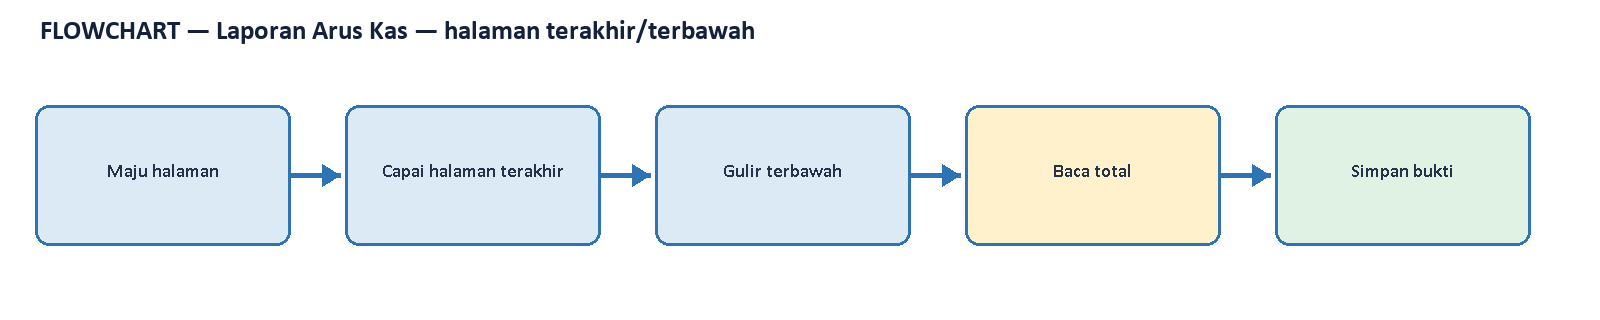 FLOWCHART — Laporan Arus Kas — halaman terakhir/terbawah
Maju halaman
Capai halaman terakhir
Gulir terbawah
Baca total
Simpan bukti